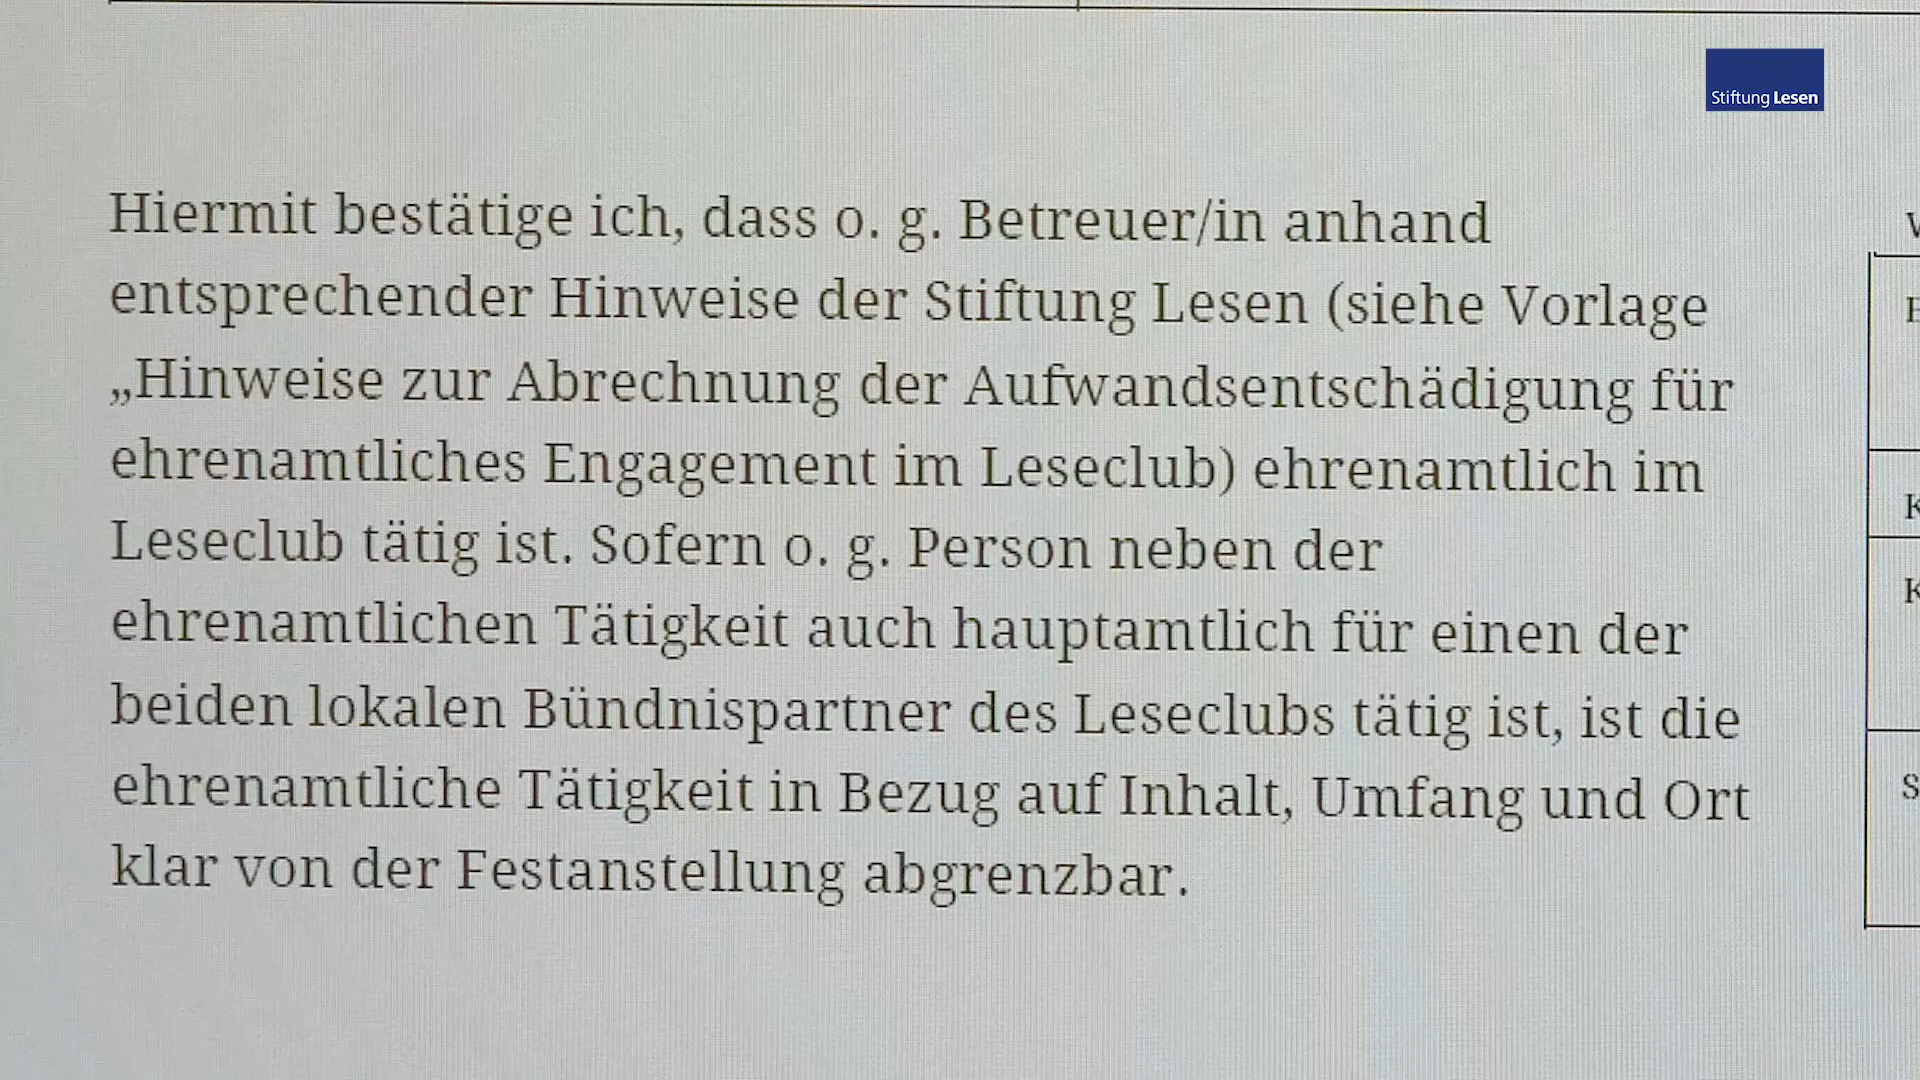 Stiftung Lesen
Hiermit bestätige ich, dass o. g. Betreuer/in anhand
entsprechender Hinweise der Stiftung Lesen (siehe Vorlage
„Hinweise zur Abrechnung der Aufwandsentschädigung für
ehrenamtliches Engagement im Leseclub) ehrenamtlich im
Leseclub tätig ist. Sofern o. g. Person neben der
ehrenamtlichen Tätigkeit auch hauptamtlich für einen der
beiden lokalen Bündnispartner des Leseclubs tätig ist, ist die
ehrenamtliche Tätigkeit in Bezug auf Inhalt, Umfang und Ort
klar von der Festanstellung abgrenzbar.